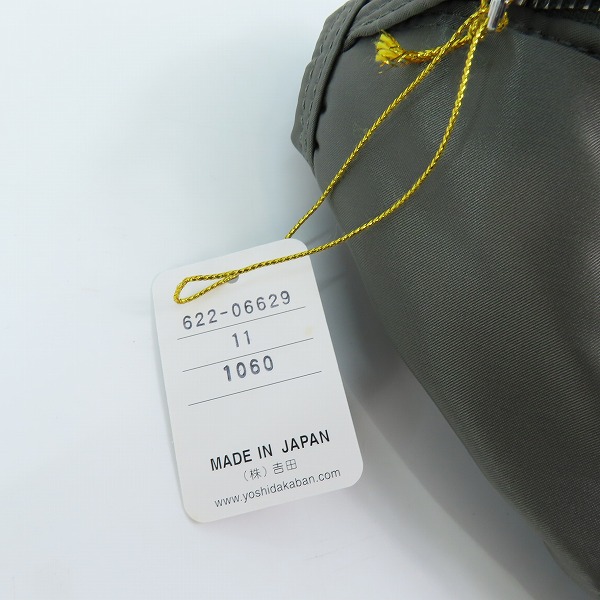 622-06629
11
1060
MADE IN JAPAN
(株)吉田
www.yoshidakaban.com